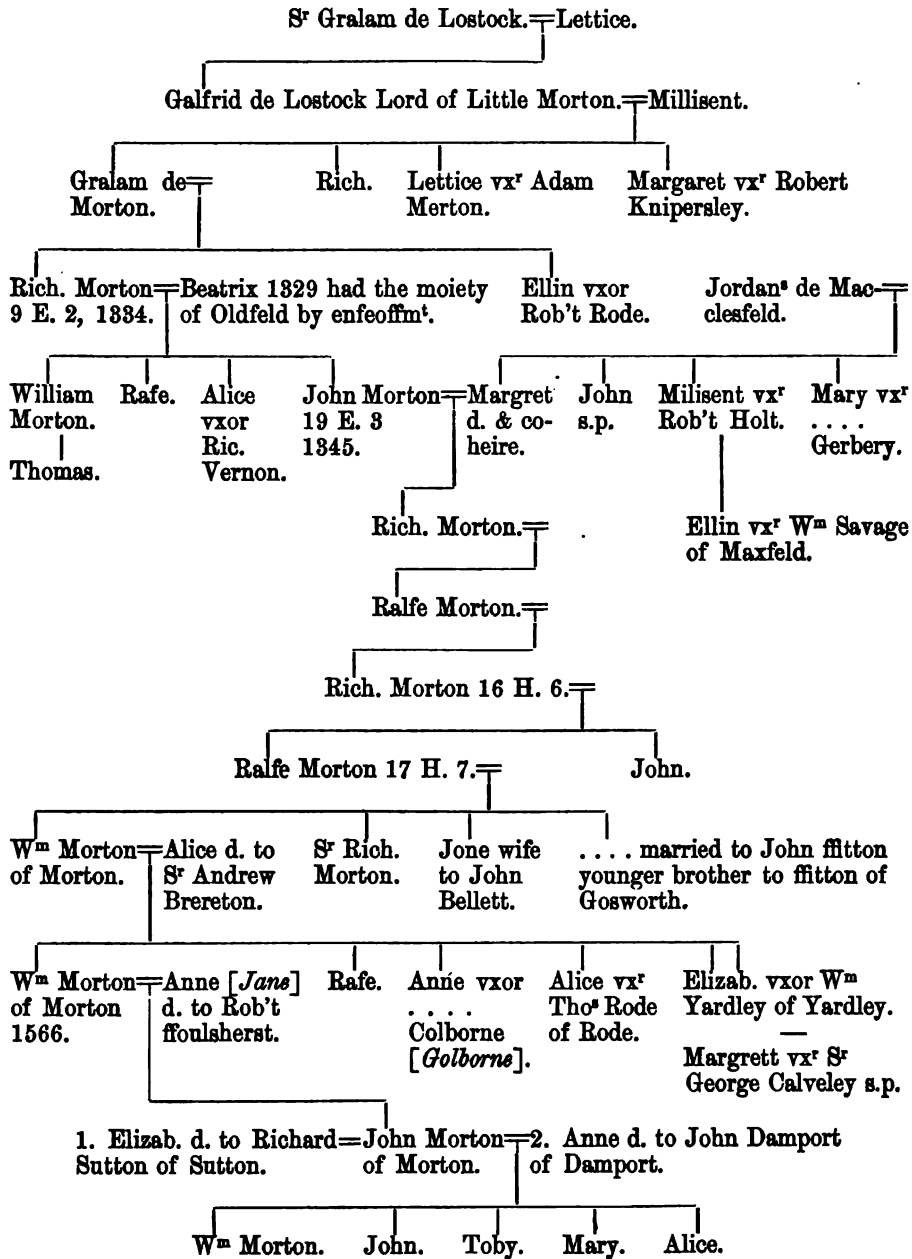 Sʳ Gralam de Lostock.=Lettice.
Galfrid de Lostock Lord of Little Morton.=Millisent.
Gralam de=
Morton.
Rich.
Lettice vxʳ Adam
Merton.
Margaret vxʳ Robert
Knipersley.
Rich. Morton=Beatrix 1329 had the moiety
9 E. 2, 1334. of Oldfeld by enfeoffmᵗ.
Ellin vxor
Rob't Rode.
Jordanˢ de Mac-=
clesfeld.
William
Morton.
Thomas.
Rafe.
Alice
vxor
Ric.
Vernon.
John Morton=
19 E. 3
1345.
Margret
d. & co-
heire.
John
s.p.
Milisent vxʳ
Rob't Holt.
Mary vxʳ
. . . .
Gerbery.
Rich. Morton.=
Ellin vxʳ Wᵐ Savage
of Maxfeld.
Ralfe Morton.=
Rich. Morton 16 H. 6.=
Ralfe Morton 17 H. 7.=
John.
Wᵐ Morton=
of Morton.
Alice d. to
Sʳ Andrew
Brereton.
Sʳ Rich.
Morton.
Jone wife
to John
Bellett.
. . . . married to John ffitton
younger brother to ffitton of
Gosworth.
Wᵐ Morton=
of Morton
1566.
Anne [Jane]
d. to Rob't
ffoulsherst.
Rafe.
Anne vxor
. . . .
Colborne
[Golborne].
Alice vxʳ
Thoˢ Rode
of Rode.
Elizab. vxor Wᵐ
Yardley of Yardley.
—
Margrett vxʳ Sʳ
George Calveley s.p.
1. Elizab. d. to Richard=John Morton=2. Anne d. to John Damport
Sutton of Sutton. of Morton. of Damport.
Wᵐ Morton. John. Toby. Mary. Alice.